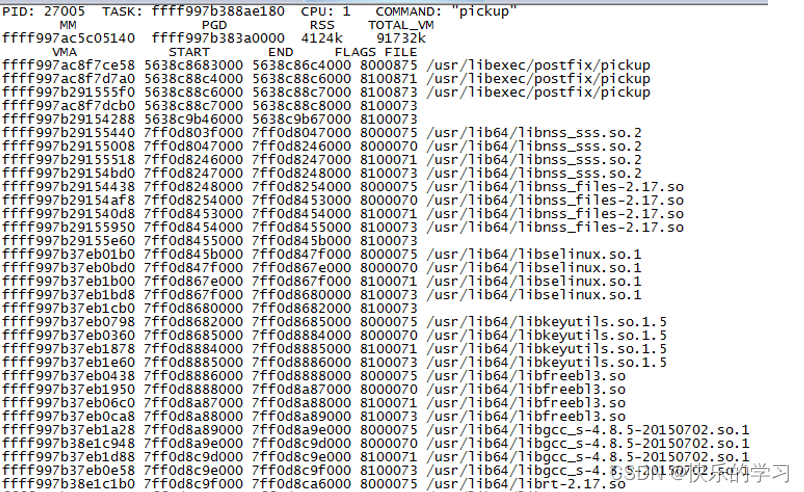 PID: 27005  TASK: ffff997b388ae180  CPU: 1  COMMAND: "pickup"
MM PGD RSS TOTAL_VM
ffff997ac5c05140 ffff997b383a0000 4124k 91732k
VMA START END FLAGS FILE
ffff997ac8f7ce58 5638c8683000 5638c86c4000 8000875 /usr/libexec/postfix/pickup
ffff997ac8f7d7a0 5638c88c4000 5638c88c6000 8100871 /usr/libexec/postfix/pickup
ffff997b291555f0 5638c88c6000 5638c88c7000 8100873 /usr/libexec/postfix/pickup
ffff997ac8f7dcb0 5638c88c7000 5638c88c8000 8100073
ffff997b29154288 5638c9b46000 5638c9b67000 8100073
ffff997b29155440 7ff0d803f000 7ff0d8047000 8000075 /usr/lib64/libnss_sss.so.2
ffff997b29155008 7ff0d8047000 7ff0d8246000 8000070 /usr/lib64/libnss_sss.so.2
ffff997b29155518 7ff0d8246000 7ff0d8247000 8100071 /usr/lib64/libnss_sss.so.2
ffff997b29154bd0 7ff0d8247000 7ff0d8248000 8100073 /usr/lib64/libnss_sss.so.2
ffff997b29154438 7ff0d8248000 7ff0d8254000 8000075 /usr/lib64/libnss_files-2.17.so
ffff997b29154af8 7ff0d8254000 7ff0d8453000 8000070 /usr/lib64/libnss_files-2.17.so
ffff997b291540d8 7ff0d8453000 7ff0d8454000 8100071 /usr/lib64/libnss_files-2.17.so
ffff997b29155950 7ff0d8454000 7ff0d8455000 8100073 /usr/lib64/libnss_files-2.17.so
ffff997b29155e60 7ff0d8455000 7ff0d845b000 8100073
ffff997b37eb01b0 7ff0d845b000 7ff0d847f000 8000075 /usr/lib64/libselinux.so.1
ffff997b37eb0bd0 7ff0d847f000 7ff0d867e000 8000070 /usr/lib64/libselinux.so.1
ffff997b37eb1b00 7ff0d867e000 7ff0d867f000 8100071 /usr/lib64/libselinux.so.1
ffff997b37eb1bd8 7ff0d867f000 7ff0d8680000 8100073 /usr/lib64/libselinux.so.1
ffff997b37eb1cb0 7ff0d8680000 7ff0d8682000 8100073
ffff997b37eb0798 7ff0d8682000 7ff0d8685000 8000075 /usr/lib64/libkeyutils.so.1.5
ffff997b37eb0360 7ff0d8685000 7ff0d8884000 8000070 /usr/lib64/libkeyutils.so.1.5
ffff997b37eb1878 7ff0d8884000 7ff0d8885000 8100071 /usr/lib64/libkeyutils.so.1.5
ffff997b37eb1e60 7ff0d8885000 7ff0d8886000 8100073 /usr/lib64/libkeyutils.so.1.5
ffff997b37eb0438 7ff0d8886000 7ff0d8888000 8000075 /usr/lib64/libfreebl3.so
ffff997b37eb1950 7ff0d8888000 7ff0d8a87000 8000070 /usr/lib64/libfreebl3.so
ffff997b37eb06c0 7ff0d8a87000 7ff0d8a88000 8100071 /usr/lib64/libfreebl3.so
ffff997b37eb0ca8 7ff0d8a88000 7ff0d8a89000 8100073 /usr/lib64/libfreebl3.so
ffff997b37eb1a28 7ff0d8a89000 7ff0d8a9e000 8000075 /usr/lib64/libgcc_s-4.8.5-20150702.so.1
ffff997b38e1c948 7ff0d8a9e000 7ff0d8c9d000 8000070 /usr/lib64/libgcc_s-4.8.5-20150702.so.1
ffff997b37eb1d88 7ff0d8c9d000 7ff0d8c9e000 8100071 /usr/lib64/libgcc_s-4.8.5-20150702.so.1
ffff997b37eb0e58 7ff0d8c9e000 7ff0d8c9f000 8100073 /usr/lib64/libgcc_s-4.8.5-20150702.so.1
ffff997b38e1c1b0 7ff0d8c9f000 7ff0d8ca6000 8000075 /usr/lib64/librt-2.17.so
CSDN @快乐的学习